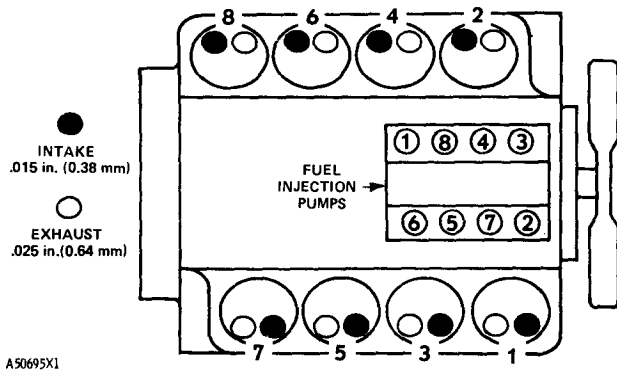 8 6 4 2
INTAKE
.015 in. (0.38 mm)
EXHAUST
.025 in.(0.64 mm)
FUEL
INJECTION
PUMPS
1 8 4 3
6 5 7 2
7 5 3 1
A50695X1